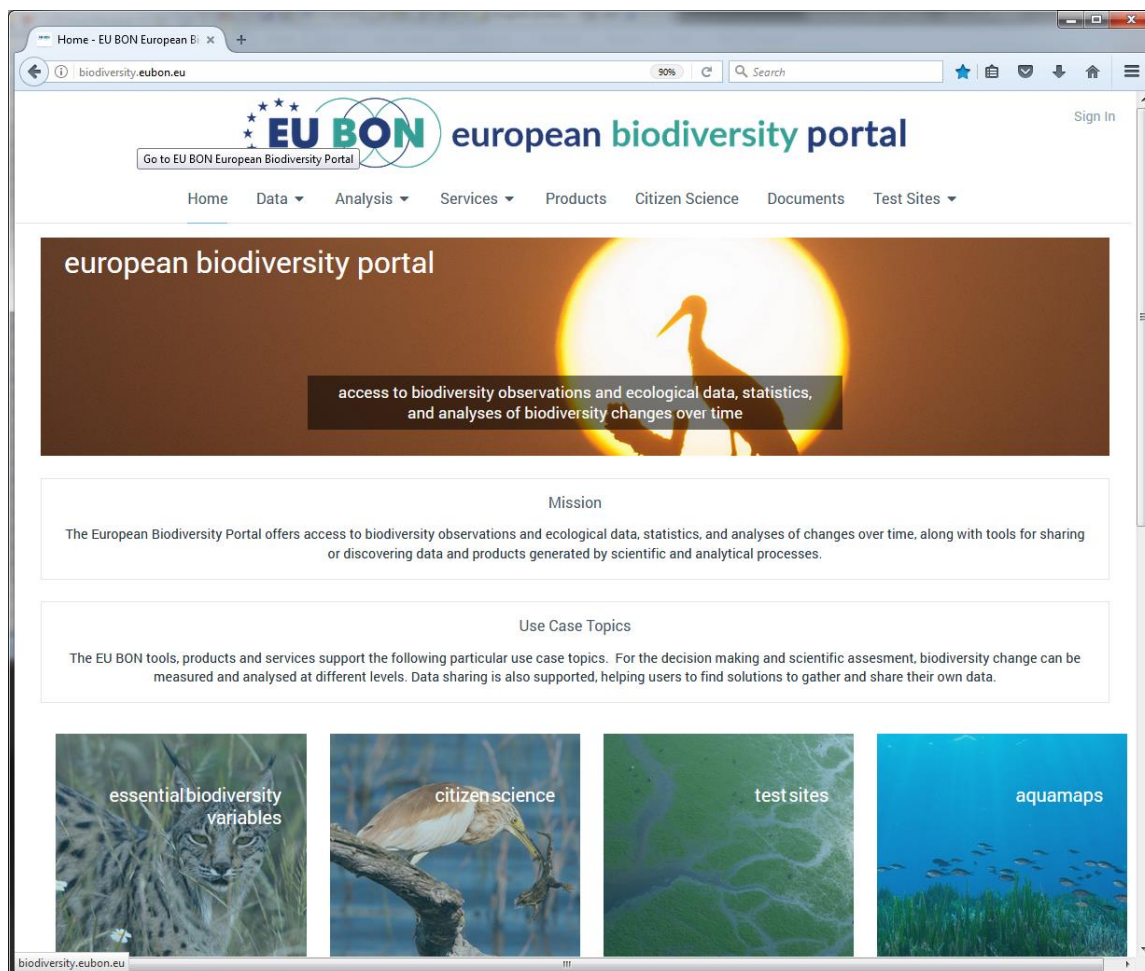 Home - EU BON European Bi
biodiversity.eubon.eu
90%
Search
EU BON european biodiversity portal
Sign In
Go to EU BON European Biodiversity Portal
Home Data Analysis Services Products Citizen Science Documents Test Sites
european biodiversity portal
access to biodiversity observations and ecological data, statistics,
and analyses of biodiversity changes over time
Mission
The European Biodiversity Portal offers access to biodiversity observations and ecological data, statistics, and analyses of changes over time, along with tools for sharing
or discovering data and products generated by scientific and analytical processes.
Use Case Topics
The EU BON tools, products and services support the following particular use case topics. For the decision making and scientific assesment, biodiversity change can be
measured and analysed at different levels. Data sharing is also supported, helping users to find solutions to gather and share their own data.
essential biodiversity
variables
citizen science
test sites
aquamaps
biodiversity.eubon.eu